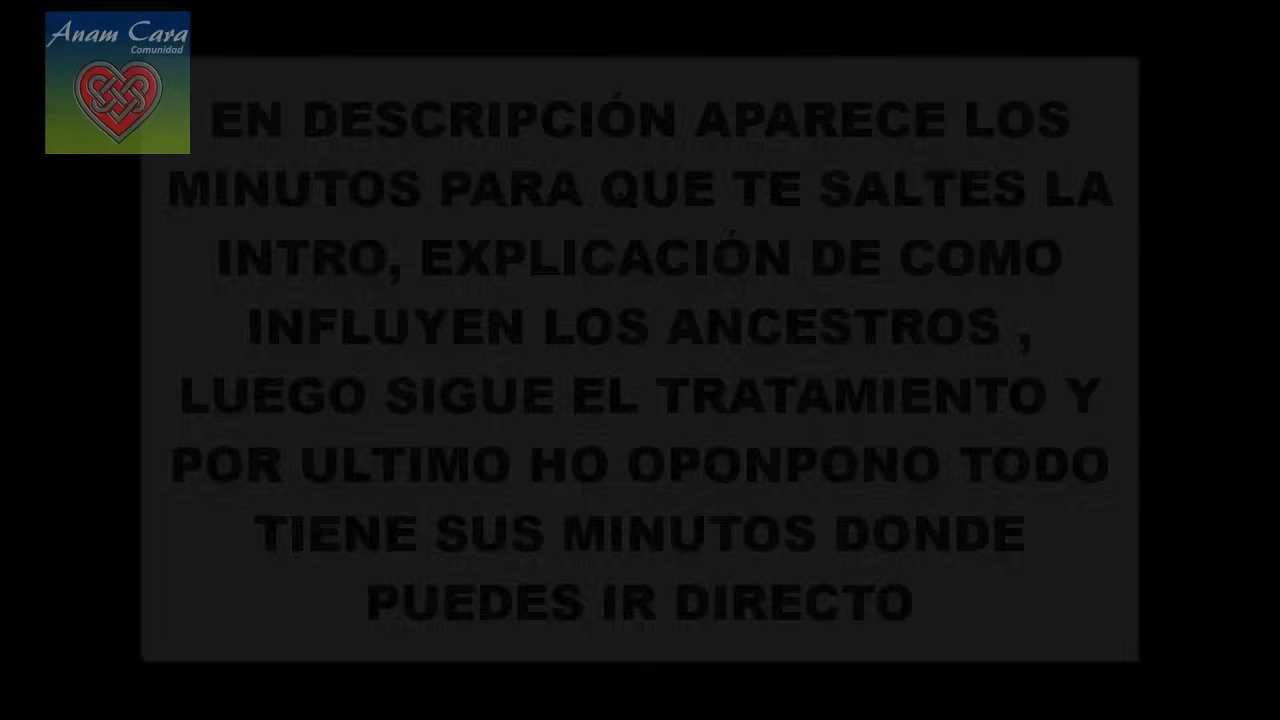 Anam Cara
Comunidad
EN DESCRIPCIÓN APARECE LOS
MINUTOS PARA QUE TE SALTES LA
INTRO, EXPLICACIÓN DE COMO
INFLUYEN LOS ANCESTROS ,
LUEGO SIGUE EL TRATAMIENTO Y
POR ULTIMO HO OPONPONO TODO
TIENE SUS MINUTOS DONDE
PUEDES IR DIRECTO